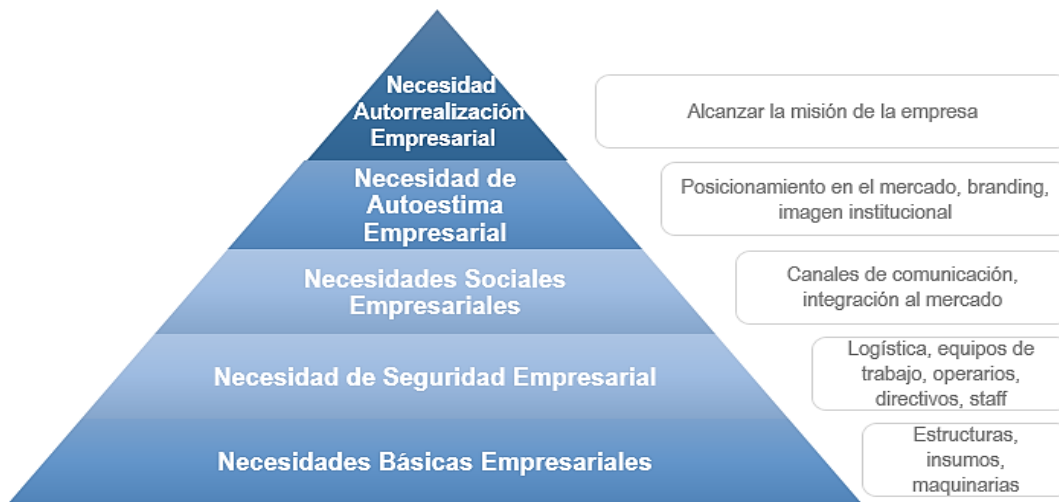 Necesidad
Autorrealización
Empresarial
Alcanzar la misión de la empresa
Necesidad de
Autoestima
Empresarial
Posicionamiento en el mercado, branding,
imagen institucional
Necesidades Sociales
Empresariales
Canales de comunicación,
integración al mercado
Necesidad de Seguridad Empresarial
Logística, equipos de
trabajo, operarios,
directivos, staff
Necesidades Básicas Empresariales
Estructuras,
insumos,
maquinarias